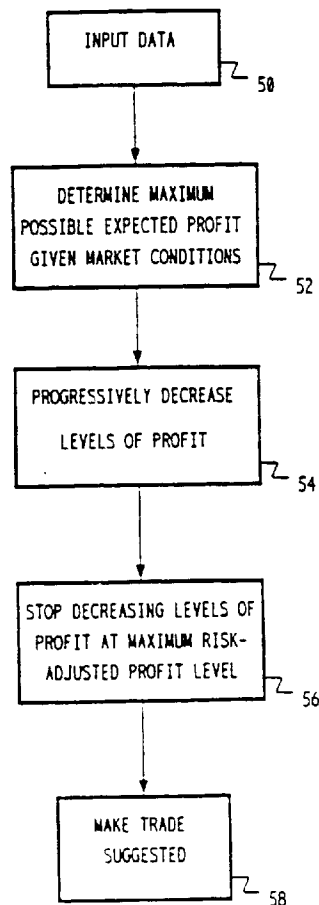 INPUT DATA
50
DETERMINE MAXIMUM
POSSIBLE EXPECTED PROFIT
GIVEN MARKET CONDITIONS
52
PROGRESSIVELY DECREASE
LEVELS OF PROFIT
54
STOP DECREASING LEVELS OF
PROFIT AT MAXIMUM RISK-
ADJUSTED PROFIT LEVEL
56
MAKE TRADE
SUGGESTED
58